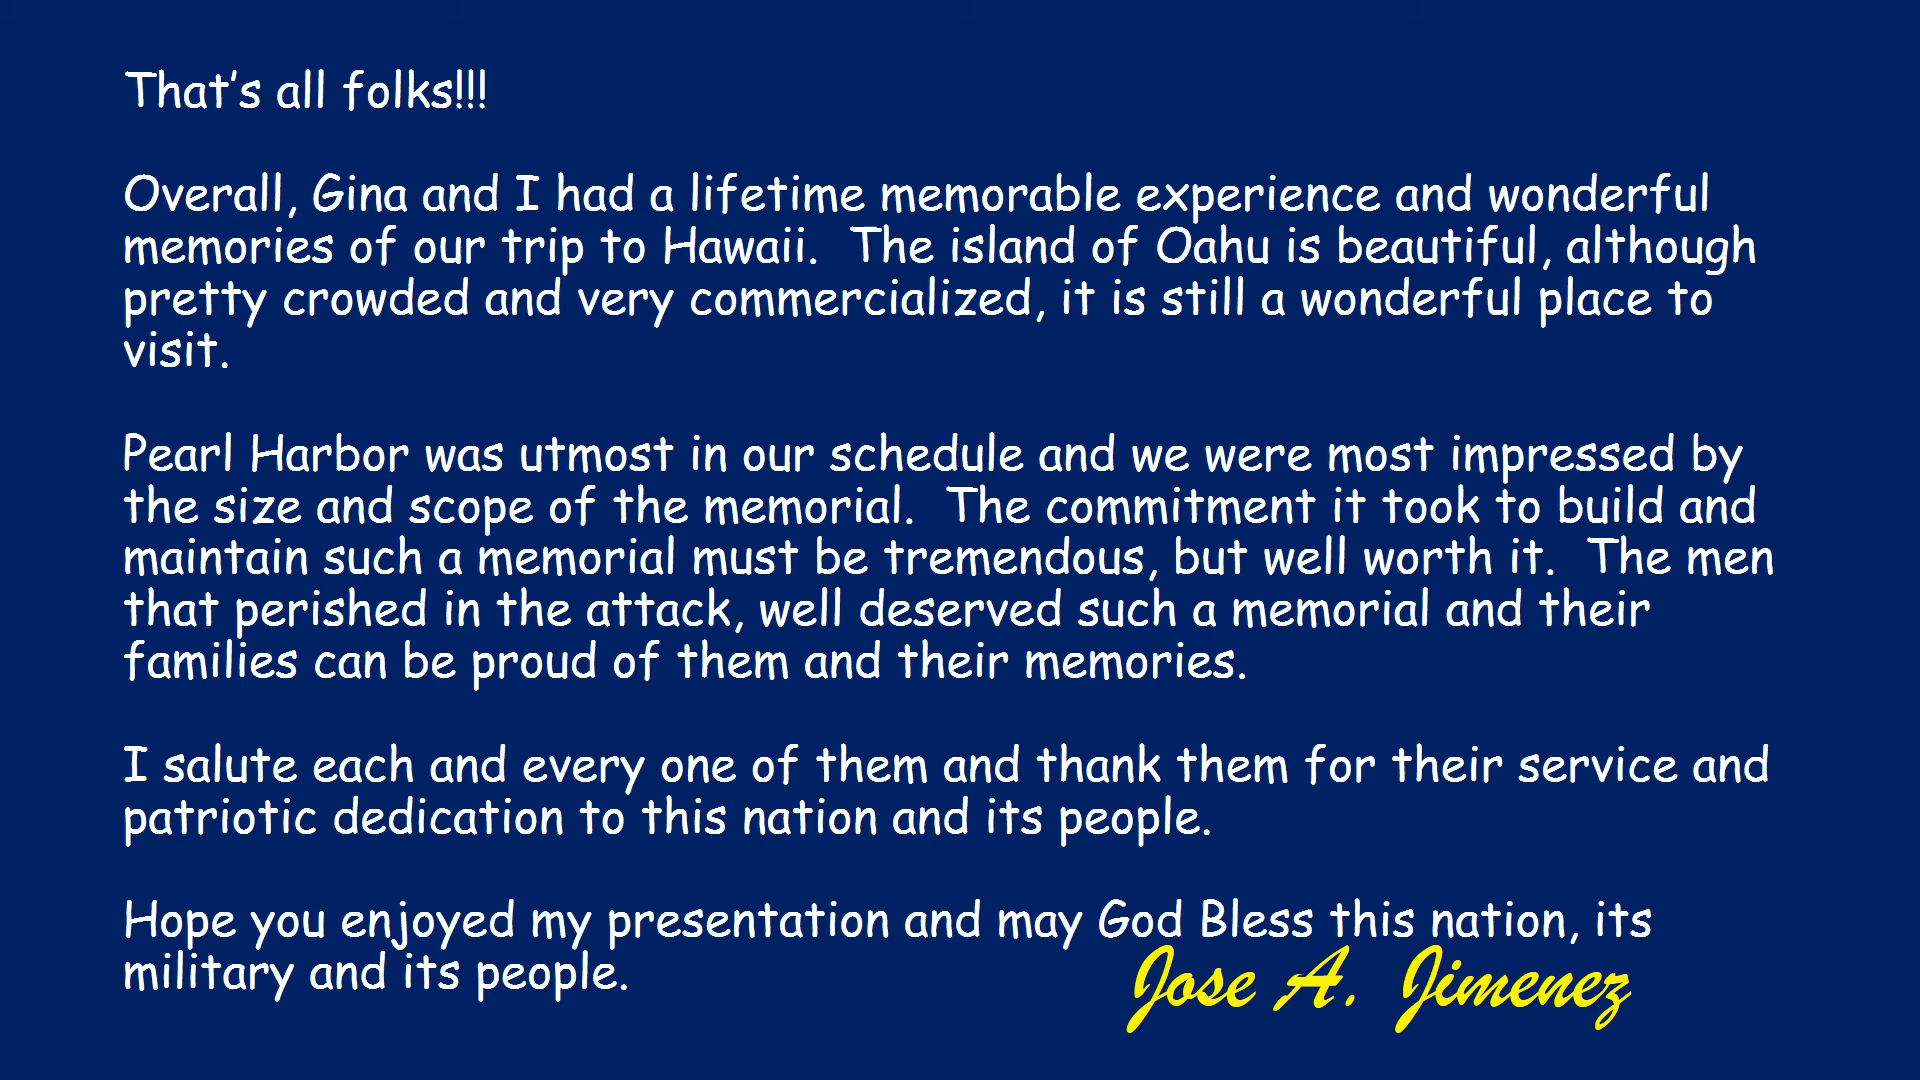 That’s all folks!!!
Overall, Gina and I had a lifetime memorable experience and wonderful
memories of our trip to Hawaii.  The island of Oahu is beautiful, although
pretty crowded and very commercialized, it is still a wonderful place to
visit.
Pearl Harbor was utmost in our schedule and we were most impressed by
the size and scope of the memorial.  The commitment it took to build and
maintain such a memorial must be tremendous, but well worth it.  The men
that perished in the attack, well deserved such a memorial and their
families can be proud of them and their memories.
I salute each and every one of them and thank them for their service and
patriotic dedication to this nation and its people.
Hope you enjoyed my presentation and may God Bless this nation, its
military and its people.
Jose A. Jimenez